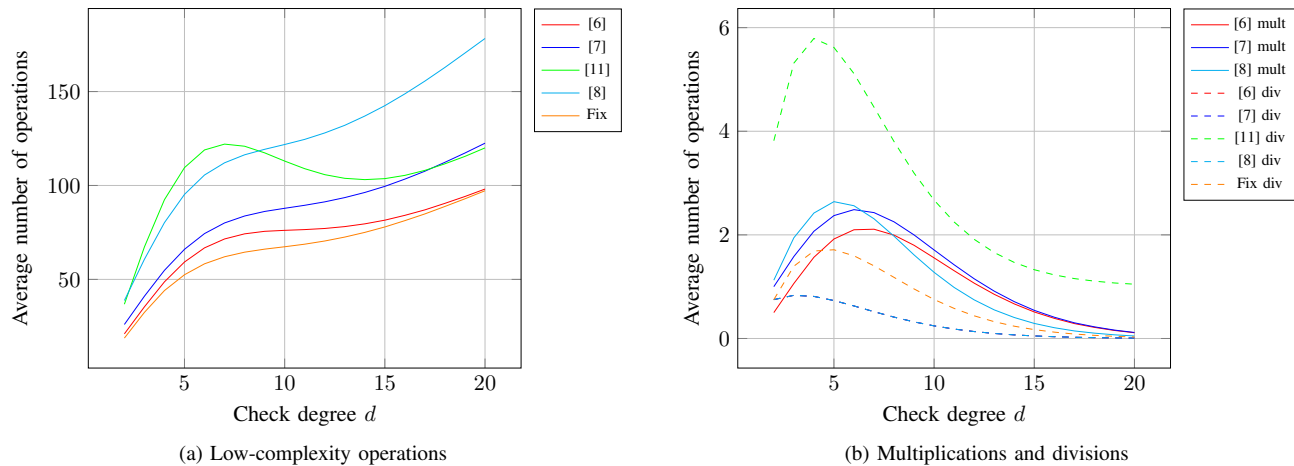 [6]
[7]
[11]
[8]
Fix
150
100
50
5
10
15
20
Average number of operations
Check degree d
(a) Low-complexity operations
[6] mult
[7] mult
[8] mult
[6] div
[7] div
[11] div
[8] div
Fix div
6
4
2
0
5
10
15
20
Average number of operations
Check degree d
(b) Multiplications and divisions